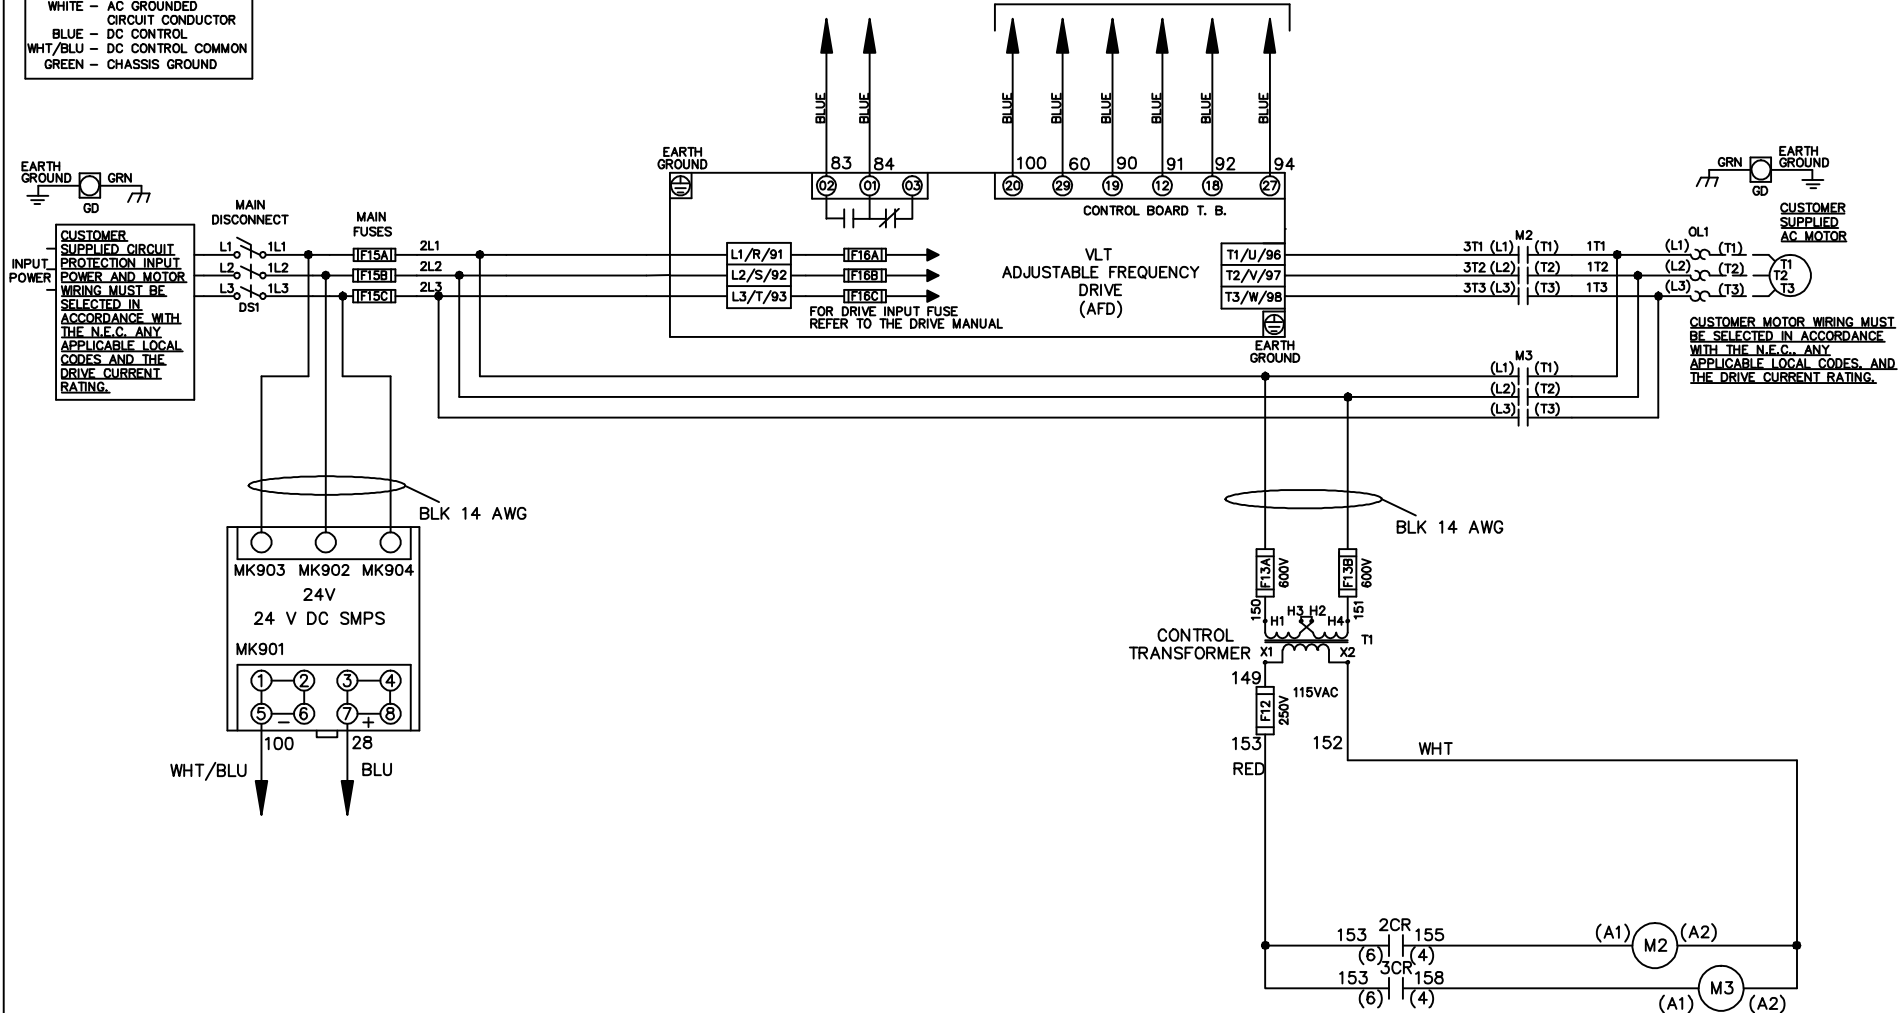 WHITE – AC GROUNDED
CIRCUIT CONDUCTOR
BLUE – DC CONTROL
WHT/BLU – DC CONTROL COMMON
GREEN – CHASSIS GROUND
BLUE BLUE BLUE BLUE BLUE BLUE BLUE BLUE
83 84 100 60 90 91 92 94
EARTH
GROUND
GRN
GD
EARTH
GROUND
02 01 03 20 29 19 12 18 27
CONTROL BOARD T. B.
GRN
EARTH
GROUND
GD
INPUT
POWER
CUSTOMER
SUPPLIED CIRCUIT
PROTECTION INPUT
POWER AND MOTOR
WIRING MUST BE
SELECTED IN
ACCORDANCE WITH
THE N.E.C. ANY
APPLICABLE LOCAL
CODES AND THE
DRIVE CURRENT
RATING.
MAIN
DISCONNECT
L1 1L1
L2 1L2
L3 1L3
DS1
MAIN
FUSES
F15A 2L1
F15B 2L2
F15C 2L3
L1/R/91 F16A
L2/S/92 F16B
L3/T/93 F16C
FOR DRIVE INPUT FUSE
REFER TO THE DRIVE MANUAL
VLT
ADJUSTABLE FREQUENCY
DRIVE
(AFD)
T1/U/96
T2/V/97
T3/W/98
EARTH
GROUND
M2
3T1 (L1) (T1) 1T1
3T2 (L2) (T2) 1T2
3T3 (L3) (T3) 1T3
OL1
(L1) (T1)
(L2) (T2)
(L3) (T3)
CUSTOMER
SUPPLIED
AC MOTOR
T1
T2
T3
CUSTOMER MOTOR WIRING MUST
BE SELECTED IN ACCORDANCE
WITH THE N.E.C., ANY
APPLICABLE LOCAL CODES, AND
THE DRIVE CURRENT RATING.
M3
(L1) (T1)
(L2) (T2)
(L3) (T3)
BLK 14 AWG
MK903 MK902 MK904
24V
24 V DC SMPS
MK901
1 2 3 4
5 6 7 8
– +
100 28
WHT/BLU BLU
BLK 14 AWG
F13A 600V F13B 600V
150 151
H1 H3 H2 H4
CONTROL
TRANSFORMER
T1
X1 X2
149
115VAC
F12 250V
153 152
RED
WHT
2CR
153 155
(6) (4)
(A1) M2 (A2)
3CR
153 158
(6) (4)
(A1) M3 (A2)